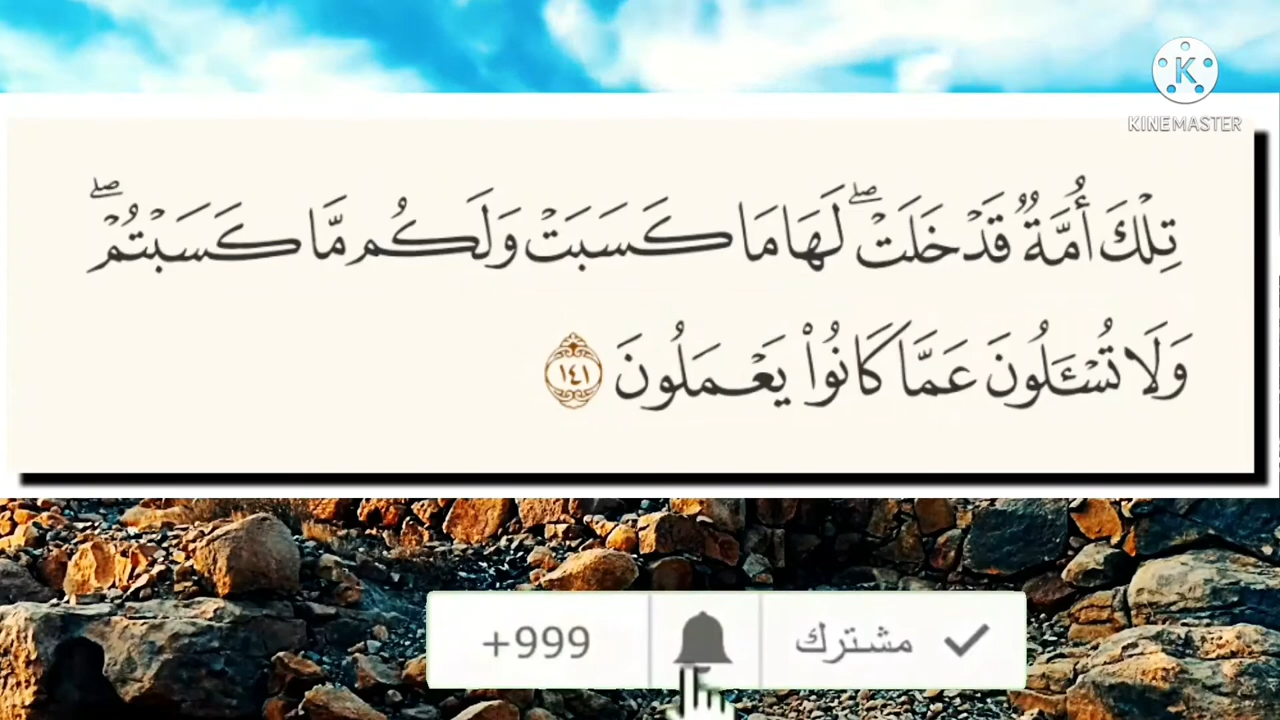 KINEMASTER
تِلْكَ أُمَّةٌ قَدْ خَلَتْ ۖ لَهَا مَا كَسَبَتْ وَلَكُم مَّا كَسَبْتُمْ ۖ
وَلَا تُسْـَٔلُونَ عَمَّا كَانُوا۟ يَعْمَلُونَ ١٤١
+999 مشترك